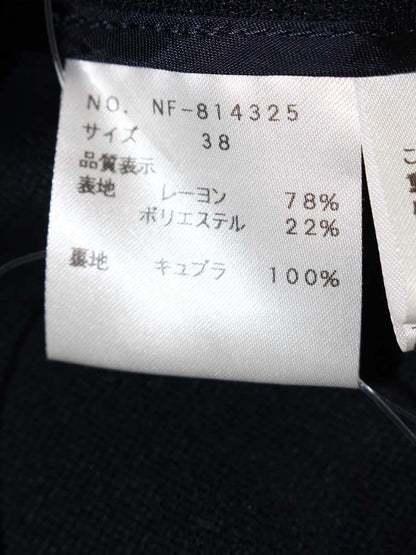 NO. NF-814325
サイズ 38
品質表示
表地 レーヨン 78%
ポリエステル 22%
裏地 キュプラ 100%